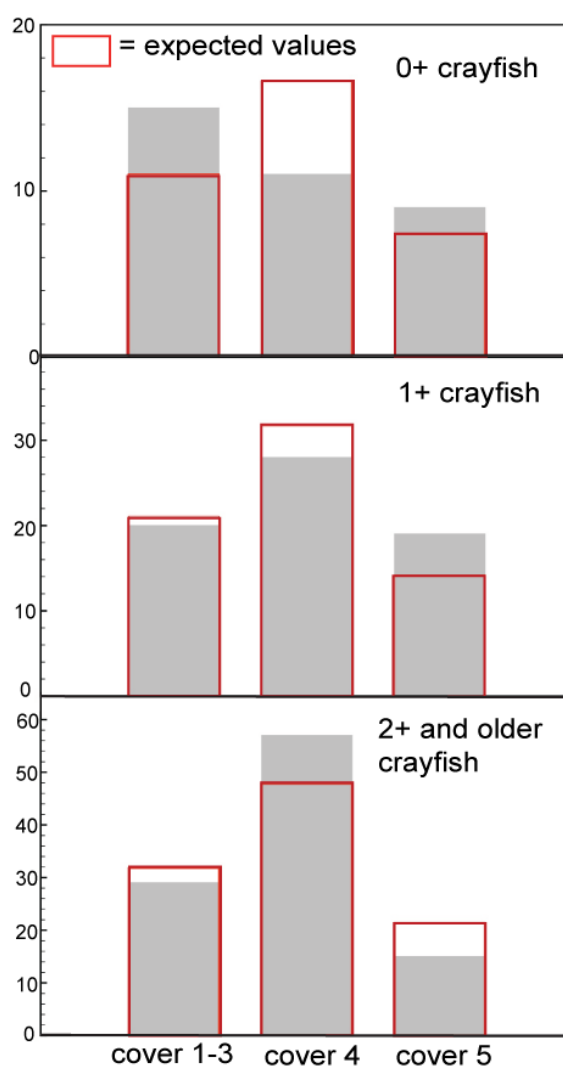 20
= expected values
0+ crayfish
10
0
1+ crayfish
30
20
10
0
60
2+ and older
crayfish
50
40
30
20
10
0
cover 1-3 cover 4 cover 5